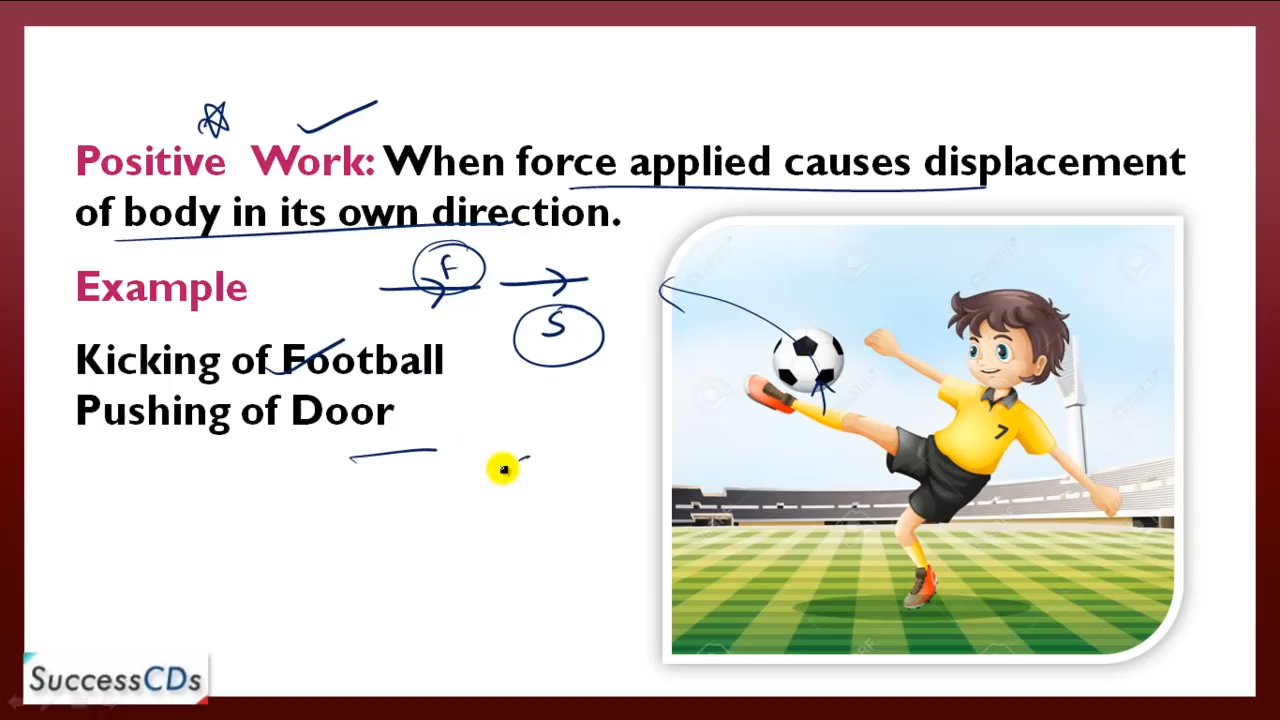 Positive Work: When force applied causes displacement
of body in its own direction.
F
Example
S
Kicking of Football
Pushing of Door
7
SuccessCDs